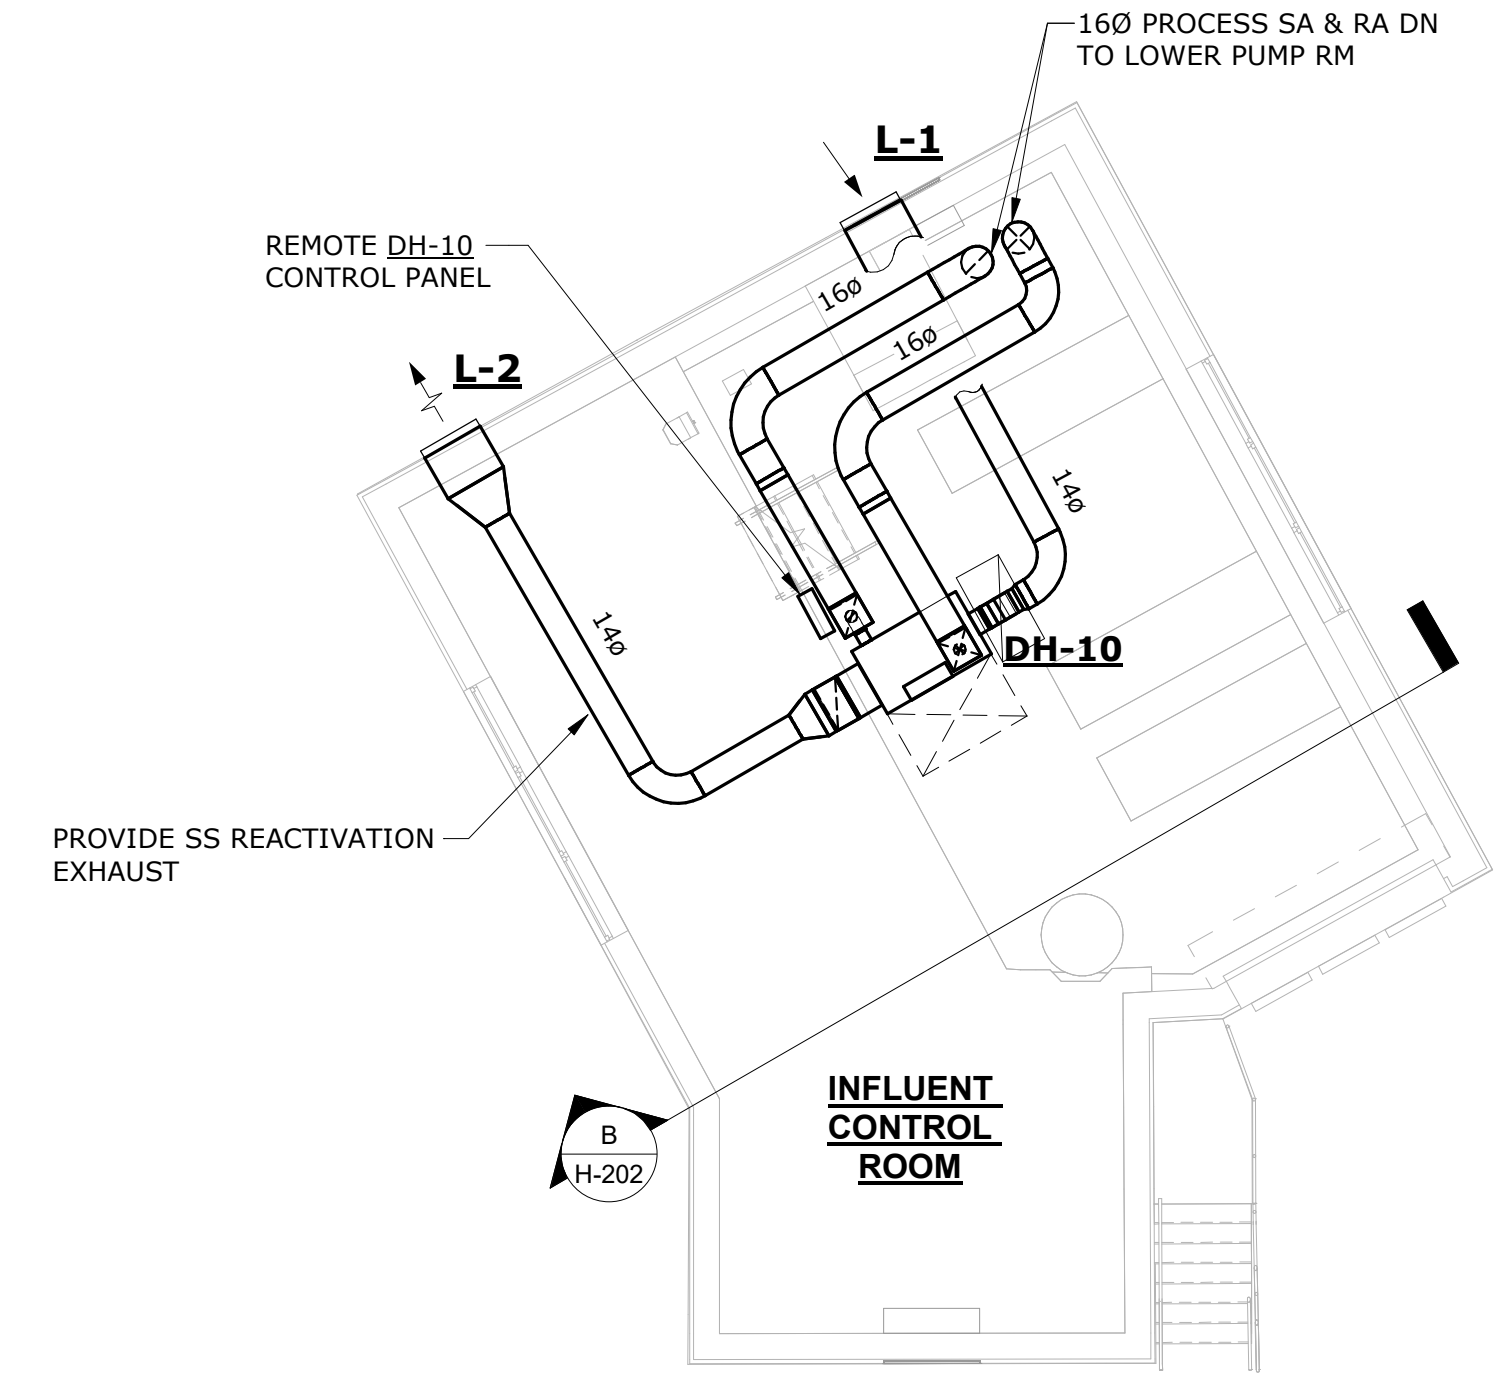 16Ø PROCESS SA & RA DN
TO LOWER PUMP RM
L-1
REMOTE DH-10
CONTROL PANEL
16ø
16ø
L-2
14ø
14ø
DH-10
PROVIDE SS REACTIVATION
EXHAUST
INFLUENT
CONTROL
ROOM
B
H-202